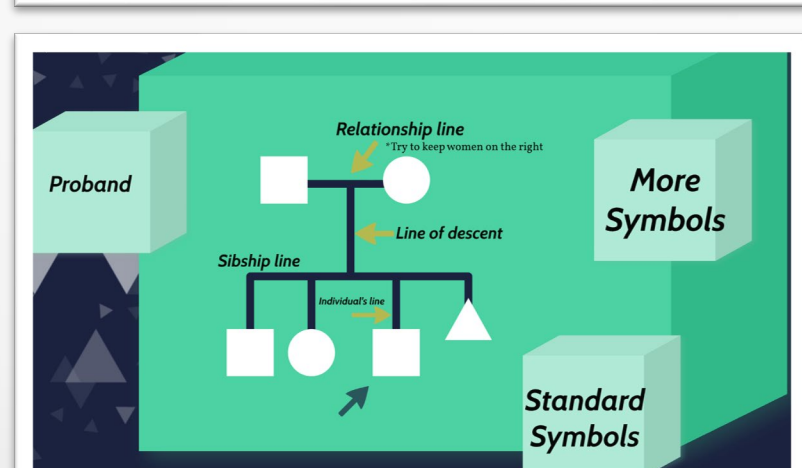 Relationship line
*Try to keep women on the right
Proband
More
Symbols
Line of descent
Sibship line
Individual's line
Standard
Symbols